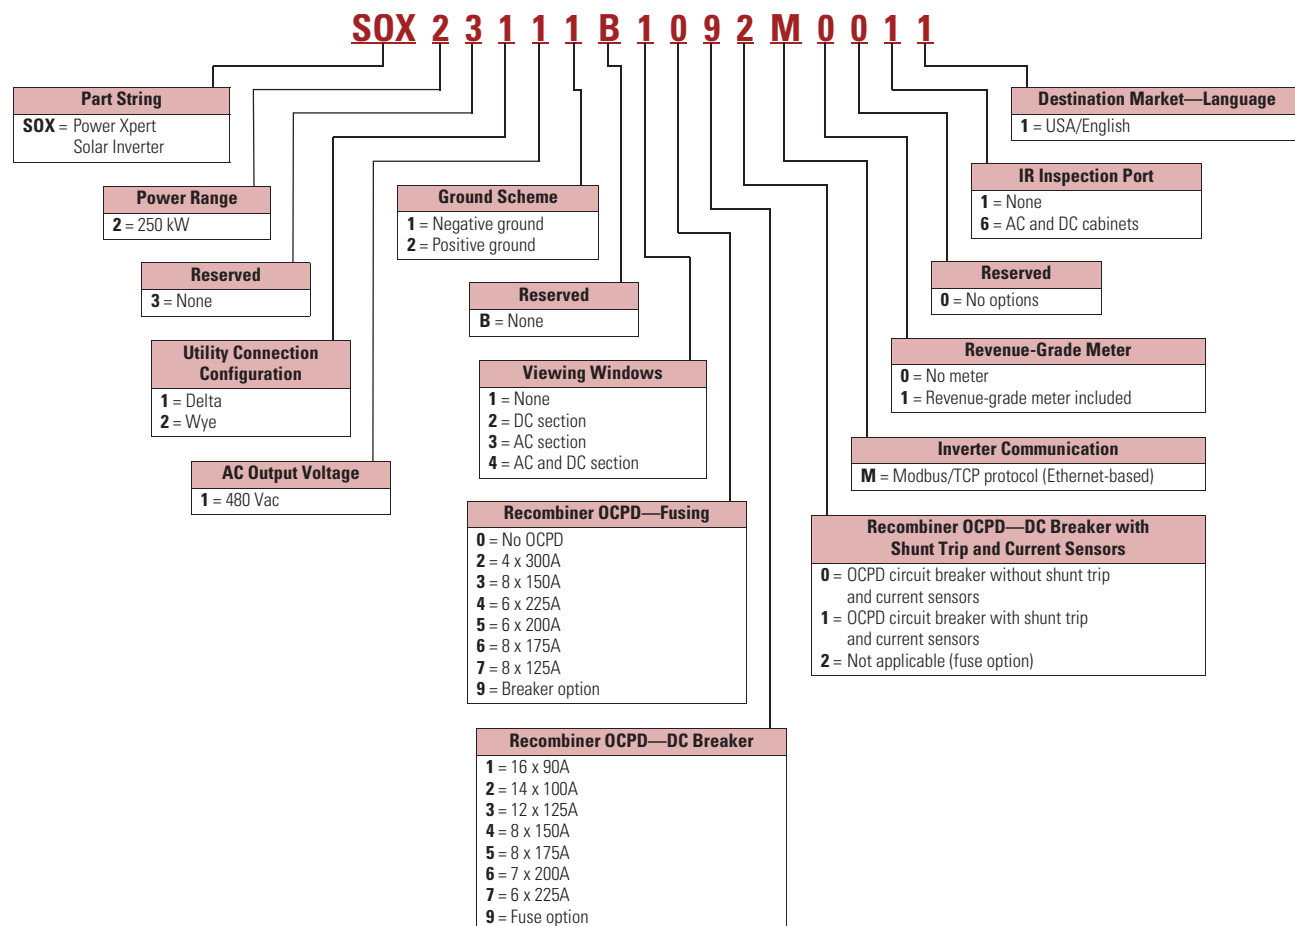 SOX 2 3 1 1 1 B 1 0 9 2 M 0 0 1 1
Part String
SOX = Power Xpert
Solar Inverter
Power Range
2 = 250 kW
Reserved
3 = None
Utility Connection
Configuration
1 = Delta
2 = Wye
AC Output Voltage
1 = 480 Vac
Ground Scheme
1 = Negative ground
2 = Positive ground
Reserved
B = None
Viewing Windows
1 = None
2 = DC section
3 = AC section
4 = AC and DC section
Recombiner OCPD—Fusing
0 = No OCPD
2 = 4 x 300A
3 = 8 x 150A
4 = 6 x 225A
5 = 6 x 200A
6 = 8 x 175A
7 = 8 x 125A
9 = Breaker option
Recombiner OCPD—DC Breaker
1 = 16 x 90A
2 = 14 x 100A
3 = 12 x 125A
4 = 8 x 150A
5 = 8 x 175A
6 = 7 x 200A
7 = 6 x 225A
9 = Fuse option
Destination Market—Language
1 = USA/English
IR Inspection Port
1 = None
6 = AC and DC cabinets
Reserved
0 = No options
Revenue-Grade Meter
0 = No meter
1 = Revenue-grade meter included
Inverter Communication
M = Modbus/TCP protocol (Ethernet-based)
Recombiner OCPD—DC Breaker with
Shunt Trip and Current Sensors
0 = OCPD circuit breaker without shunt trip
and current sensors
1 = OCPD circuit breaker with shunt trip
and current sensors
2 = Not applicable (fuse option)